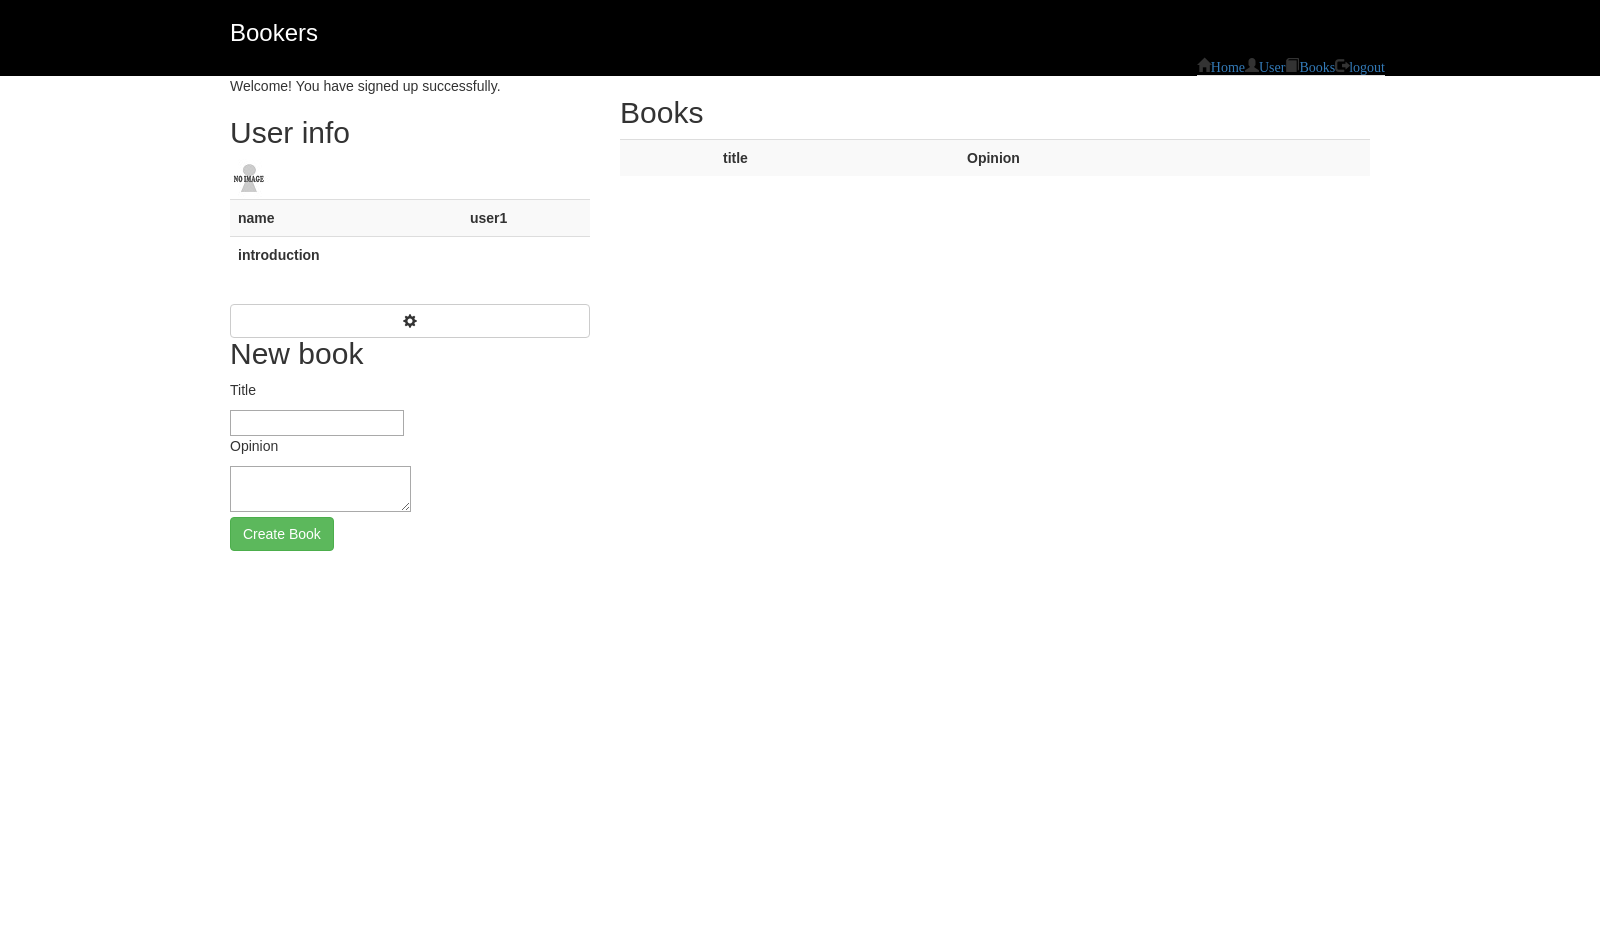 Bookers
Home User Books logout
Welcome! You have signed up successfully.
User info
NO IMAGE
name user1
introduction
New book
Title
Opinion
Create Book
Books
title Opinion